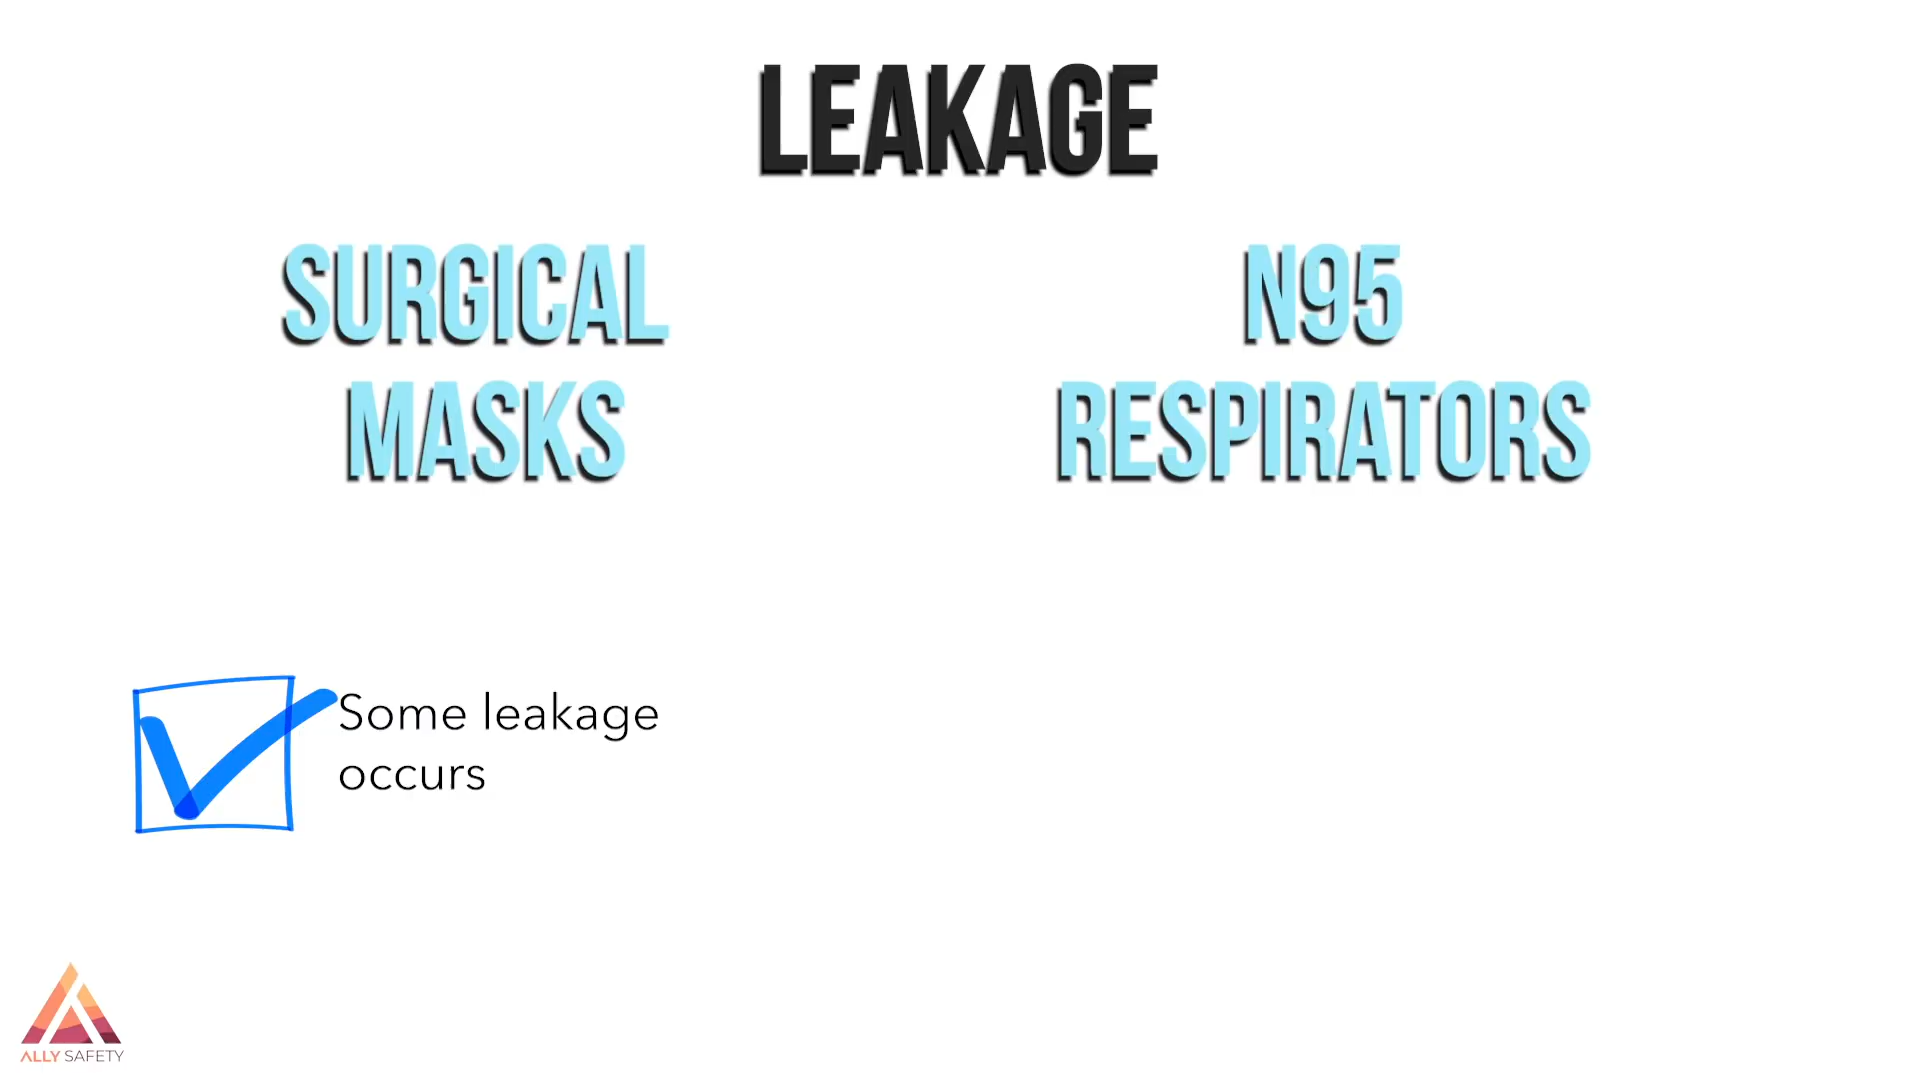 LEAKAGE
SURGICAL
MASKS
N95
RESPIRATORS
Some leakage
occurs
ALLY SAFETY